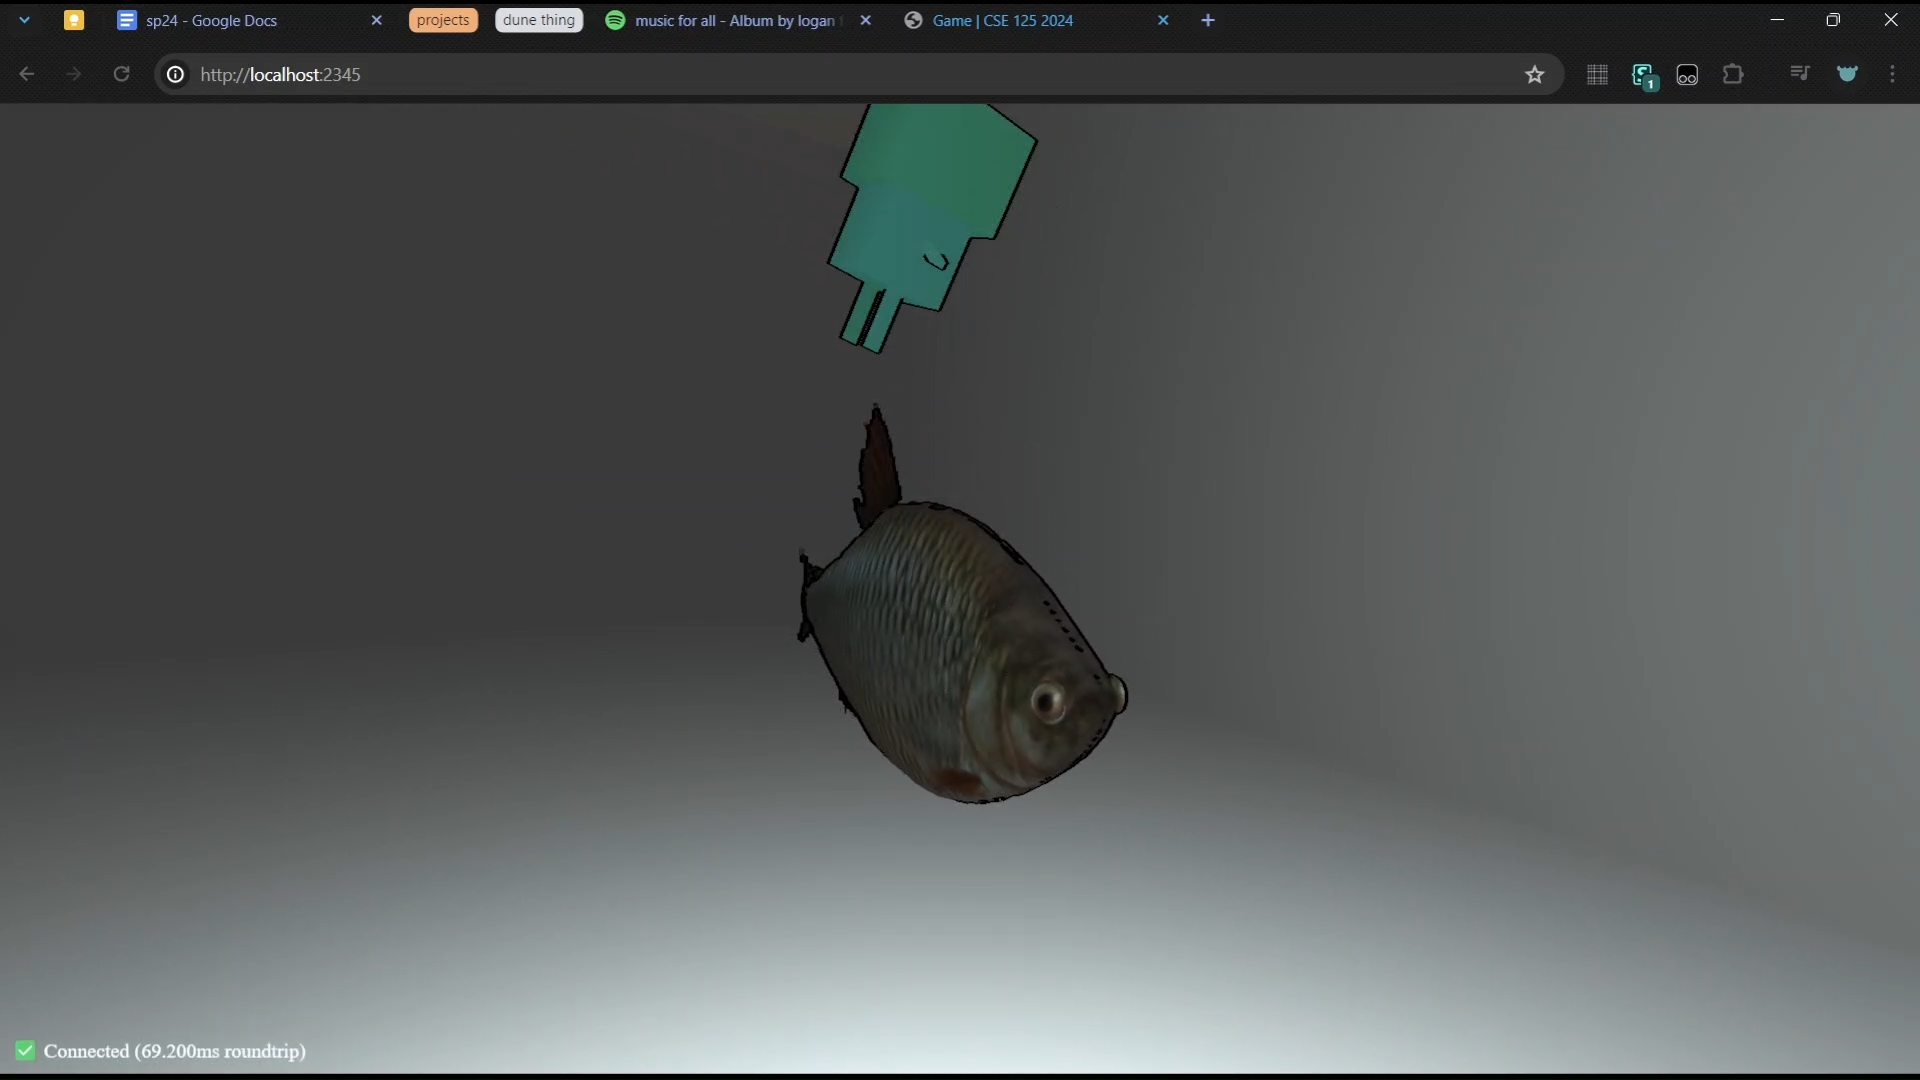 sp24 - Google Docs
projects
dune thing
music for all - Album by logan
Game | CSE 125 2024
http://localhost:2345
1
Connected (69.200ms roundtrip)